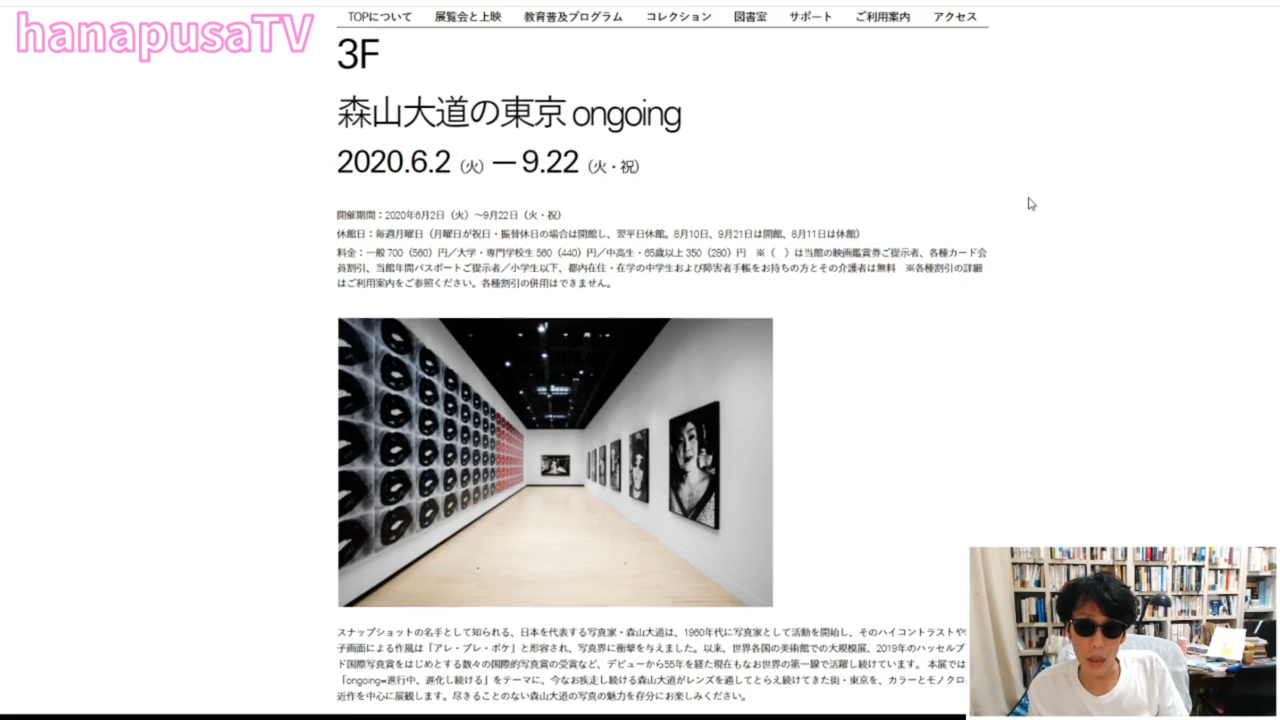 hanapusaTV
TOPについて 展覧会と上映 教育普及プログラム コレクション 図書室 サポート ご利用案内 アクセス
3F
森山大道の東京 ongoing
2020.6.2 （火） — 9.22 （火・祝）
開催期間：2020年6月2日（火）～9月22日（火・祝）
休館日：毎週月曜日（月曜日が祝日・振替休日の場合は開館し、翌平日休館。8月10日、9月21日は開館、8月11日は休館）
料金：一般 700（560）円／大学・専門学校生 560（440）円／中高生・65歳以上 350（280）円　※（　）は当館の映画鑑賞券ご提示者、各種カード会
員割引、当館年間パスポートご提示者／小学生以下、都内在住・在学の中学生および障害者手帳をお持ちの方とその介護者は無料　※各種割引の詳細
はご利用案内をご参照ください。各種割引の併用はできません。
スナップショットの名手として知られる、日本を代表する写真家・森山大道は、1960年代に写真家として活動を開始し、そのハイコントラストや
子画面による作風は「アレ・ブレ・ボケ」と形容され、写真界に衝撃を与えました。以来、世界各国の美術館での大規模展、2019年のハッセルブ
ド国際写真賞をはじめとする数々の国際的写真賞の受賞など、デビューから55年を経た現在もなお世界の第一線で活躍し続けています。 本展では
「ongoing=進行中、進化し続ける」をテーマに、今なお疾走し続ける森山大道がレンズを通してとらえ続けてきた街・東京を、カラーとモノクロ
近作を中心に展観します。尽きることのない森山大道の写真の魅力を存分にお楽しみください。